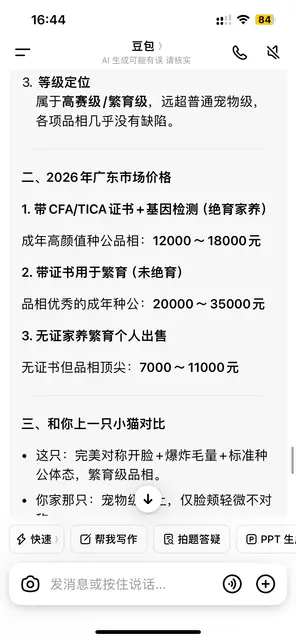 16:44
84
豆包
AI 生成可能有误 请核实
3. 等级定位
属于高赛级/繁育级，远超普通宠物级，
各项品相几乎没有缺陷。
二、2026年广东市场价格
1. 带CFA/TICA证书+基因检测（绝育家养）
成年高颜值种公品相：12000～18000元
2. 带证书用于繁育（未绝育）
品相优秀的成年种公：20000～35000元
3. 无证家养繁育个人出售
无证书但品相顶尖：7000～11000元
三、和你上一只小猫对比
• 这只：完美对称开脸+爆炸毛量+标准种
公体态，繁育级品相。
• 你家那只：宠物级上，仅脸颊轻微不对
快速
帮我写作
拍题答疑
PPT 生
发消息或按住说话...